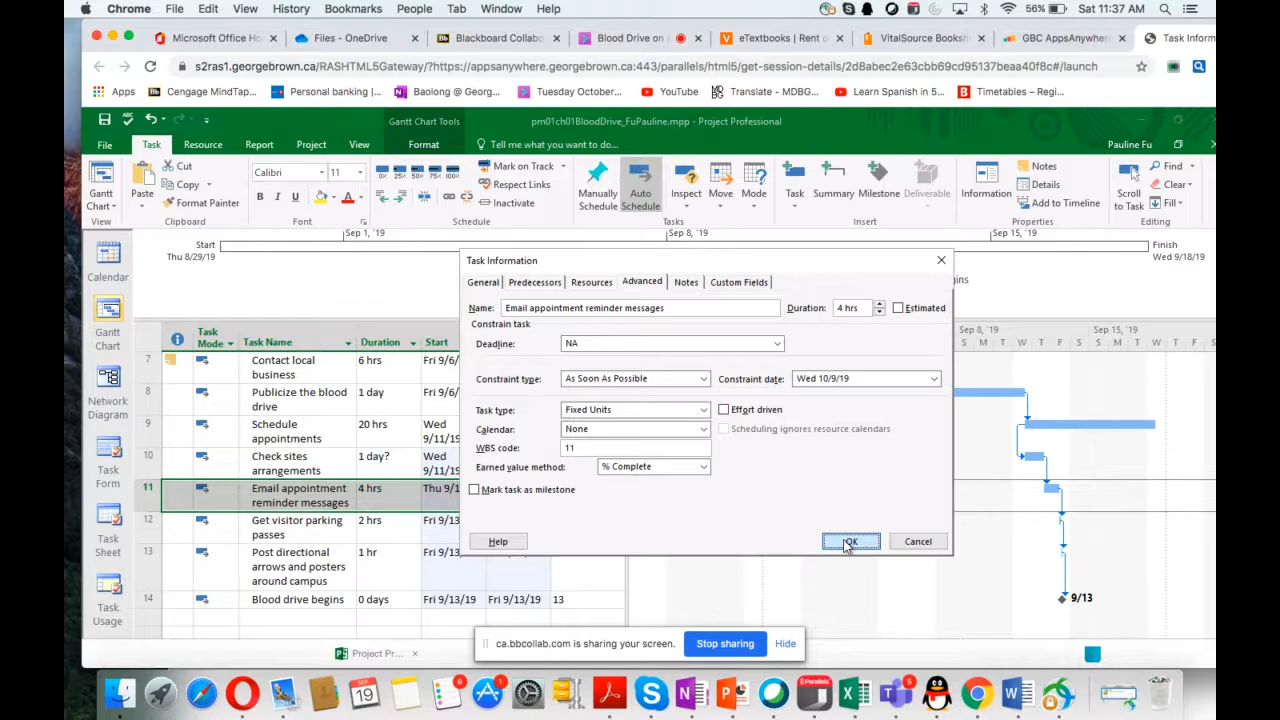 Chrome File Edit View History Bookmarks People Tab Window Help 56% Sat 11:37 AM
Microsoft Office Ho Files - OneDrive Blackboard Collabo Blood Drive on eTextbooks | Rent o VitalSource Booksh GBC AppsAnywher Task Inform
s2ras1.georgebrown.ca/RASHTML5Gateway/?https://appsanywhere.georgebrown.ca:443/parallels/html5/get-session-details/2d8abec2e63cbb69cd95137beaa40f8c#/launch
Apps Cengage MindTap... Personal banking |... Baolong @ Georg... Tuesday October... YouTube Translate - MDBG... Learn Spanish in 5... Timetables – Regi...
Gantt Chart Tools pm01ch01BloodDrive_FuPauline.mpp - Project Professional
File Task Resource Report Project View Format Tell me what you want to do... Pauline Fu
Gantt Chart
Paste
Cut
Copy
Format Painter
Calibri 11
B I U A
0% 25% 50% 75% 100%
Mark on Track
Respect Links
Inactivate
Manually Schedule
Auto Schedule
Inspect
Move
Mode
Task
Summary
Milestone
Deliverable
Information
Notes
Details
Add to Timeline
Scroll to Task
Find
Clear
Fill
View Clipboard Font Schedule Tasks Insert Properties Editing
Sep 1, '19 Sep 8, '19 Sep 15, '19
Start
Thu 8/29/19
Finish
Wed 9/18/19
Calendar
Gantt Chart
Network Diagram
Task Form
Task Sheet
Task Usage
Task Mode Task Name Duration Start
7 Contact local business 6 hrs Fri 9/6/
8 Publicize the blood drive 1 day Fri 9/6/
9 Schedule appointments 20 hrs Wed 9/11/
10 Check sites arrangements 1 day? Wed 9/11/
11 Email appointment reminder messages 4 hrs Thu 9/1
12 Get visitor parking passes 2 hrs Fri 9/13
13 Post directional arrows and posters around campus 1 hr Fri 9/13
14 Blood drive begins 0 days Fri 9/13/19 Fri 9/13/19 13
Task Information
General Predecessors Resources Advanced Notes Custom Fields
Name: Email appointment reminder messages Duration: 4 hrs Estimated
Constrain task
Deadline: NA
Constraint type: As Soon As Possible Constraint date: Wed 10/9/19
Task type: Fixed Units Effort driven
Calendar: None Scheduling ignores resource calendars
WBS code: 11
Earned value method: % Complete
Mark task as milestone
Help OK Cancel
gins
Sep 8, '19 Sep 15, '19
S M T W T F S S M T W
9/13
ca.bbcollab.com is sharing your screen. Stop sharing Hide
Project Pr...
6 1 SEP 19 5